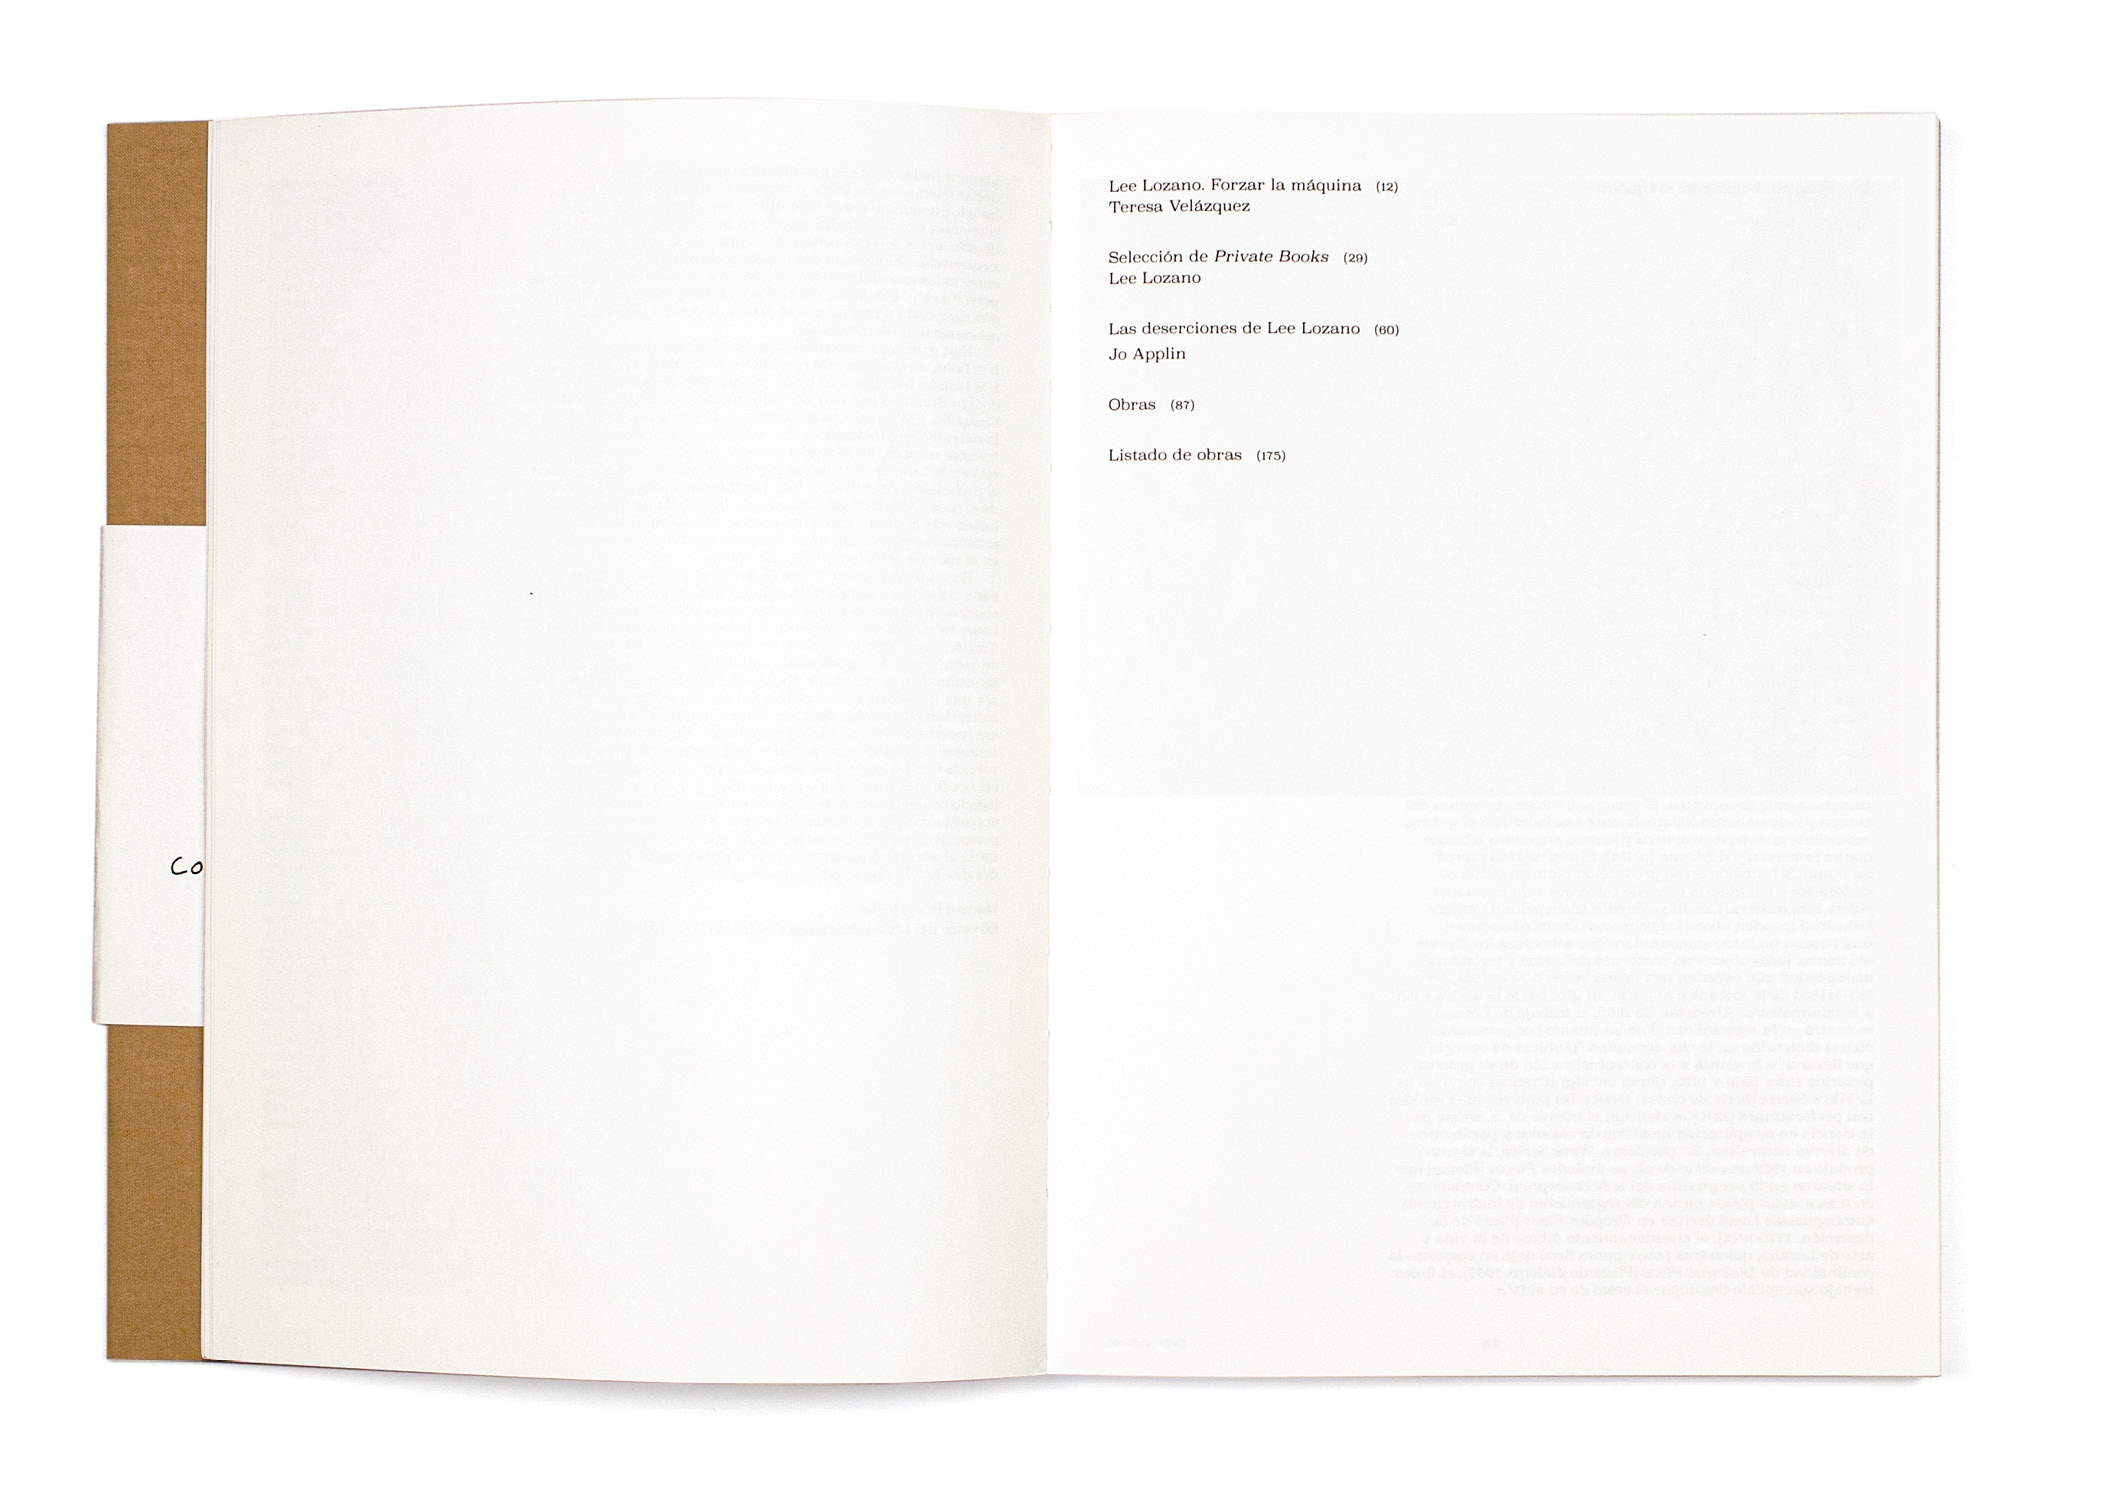 co
Lee Lozano. Forzar la máquina (12)
Teresa Velázquez
Selección de Private Books (29)
Lee Lozano
Las deserciones de Lee Lozano (60)
Jo Applin
Obras (87)
Listado de obras (175)